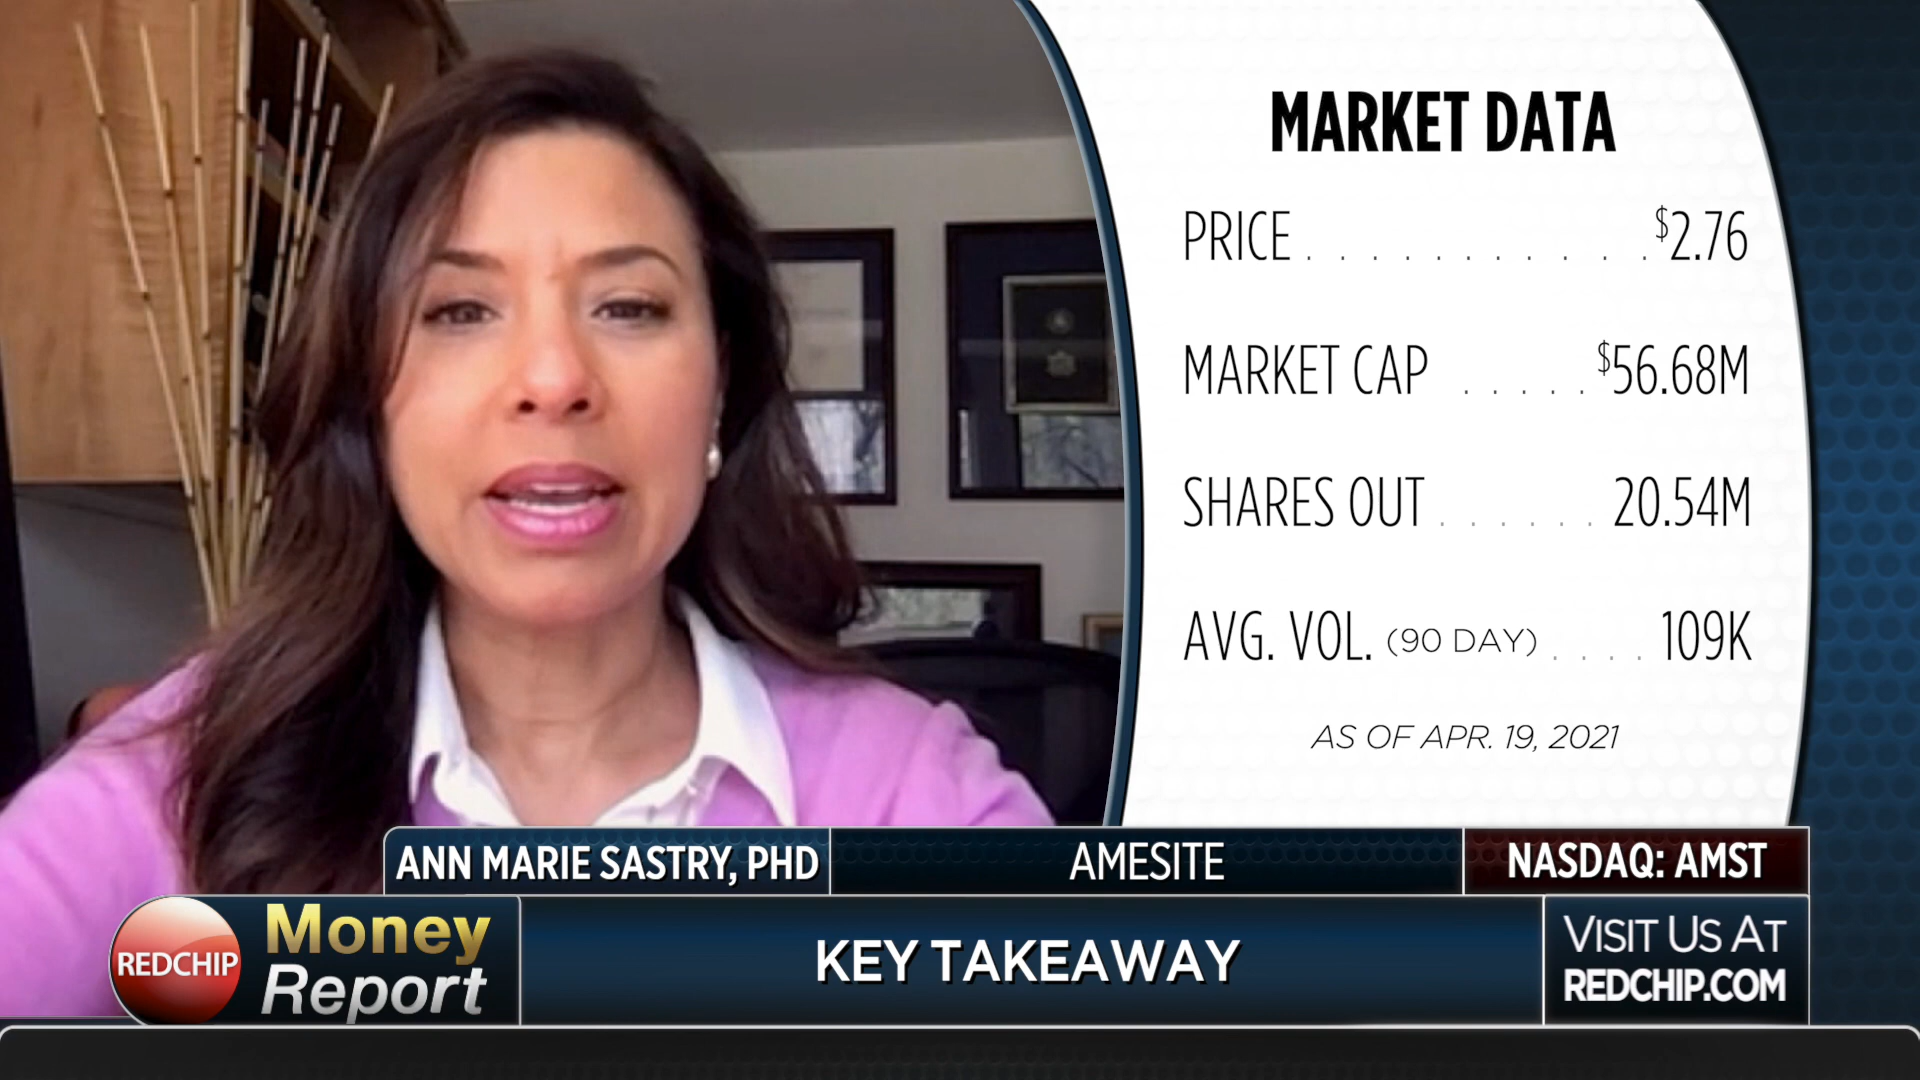 MARKET DATA
PRICE . . . . . . . . . . . $2.76
MARKET CAP . . . . . $56.68M
SHARES OUT . . . . . . 20.54M
AVG. VOL. (90 DAY) . . . . 109K
AS OF APR. 19, 2021
ANN MARIE SASTRY, PHD AMESITE NASDAQ: AMST
REDCHIP
Money
Report
KEY TAKEAWAY
VISIT US AT
REDCHIP.COM